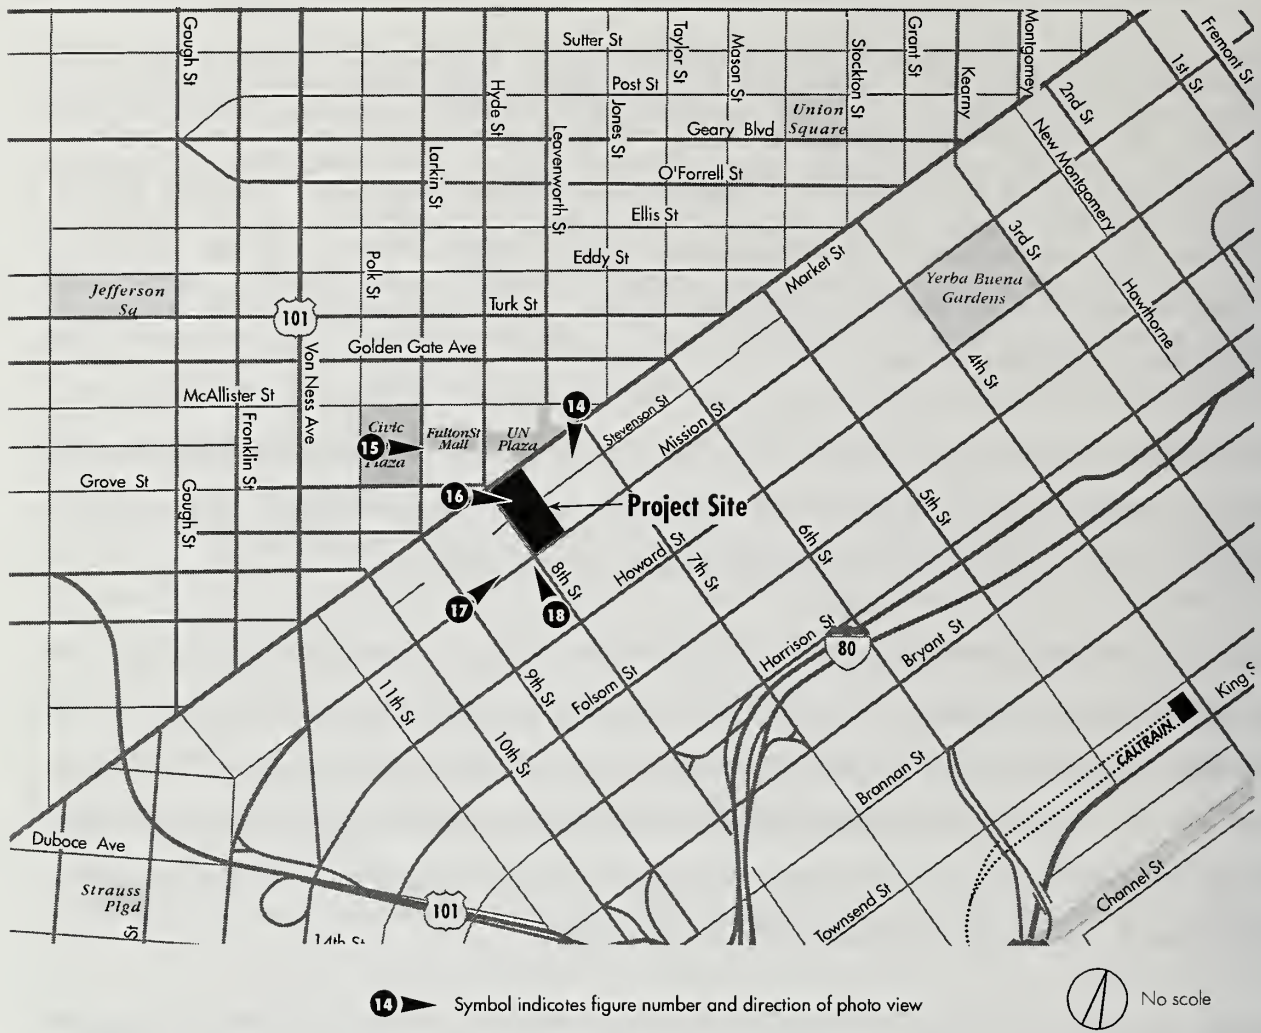 Gough St
Sutter St
Taylor St
Mason St
Stockton St
Grant St
Kearny
Montgomery
Fremont St
1st St
2nd St
Post St
Hyde St
Jones St
Union
Square
Geary Blvd
Leavenworth St
Larkin St
O'Forrell St
New Montgomery
Ellis St
Eddy St
3rd St
Market St
Polk St
Jefferson
Sq
Turk St
101
Yerba Buena
Gardens
Hawthorne
Golden Gate Ave
Van Ness Ave
4th St
McAllister St
Franklin St
14
Stevenson St
Mission St
Civic
Plaza
15
Fulton St
Mall
UN
Plaza
Grove St
Gough St
16
Project Site
5th St
6th St
Howard St
7th St
8th St
17
18
Harrison St
80
Bryant St
9th St
Folsom St
11th St
King S
10th St
CALTRAIN
Brannan St
Duboce Ave
Strauss
Plgd
St
101
14th St
Townsend St
Channel St
14 Symbol indicotes figure number and direction of photo view
No scole